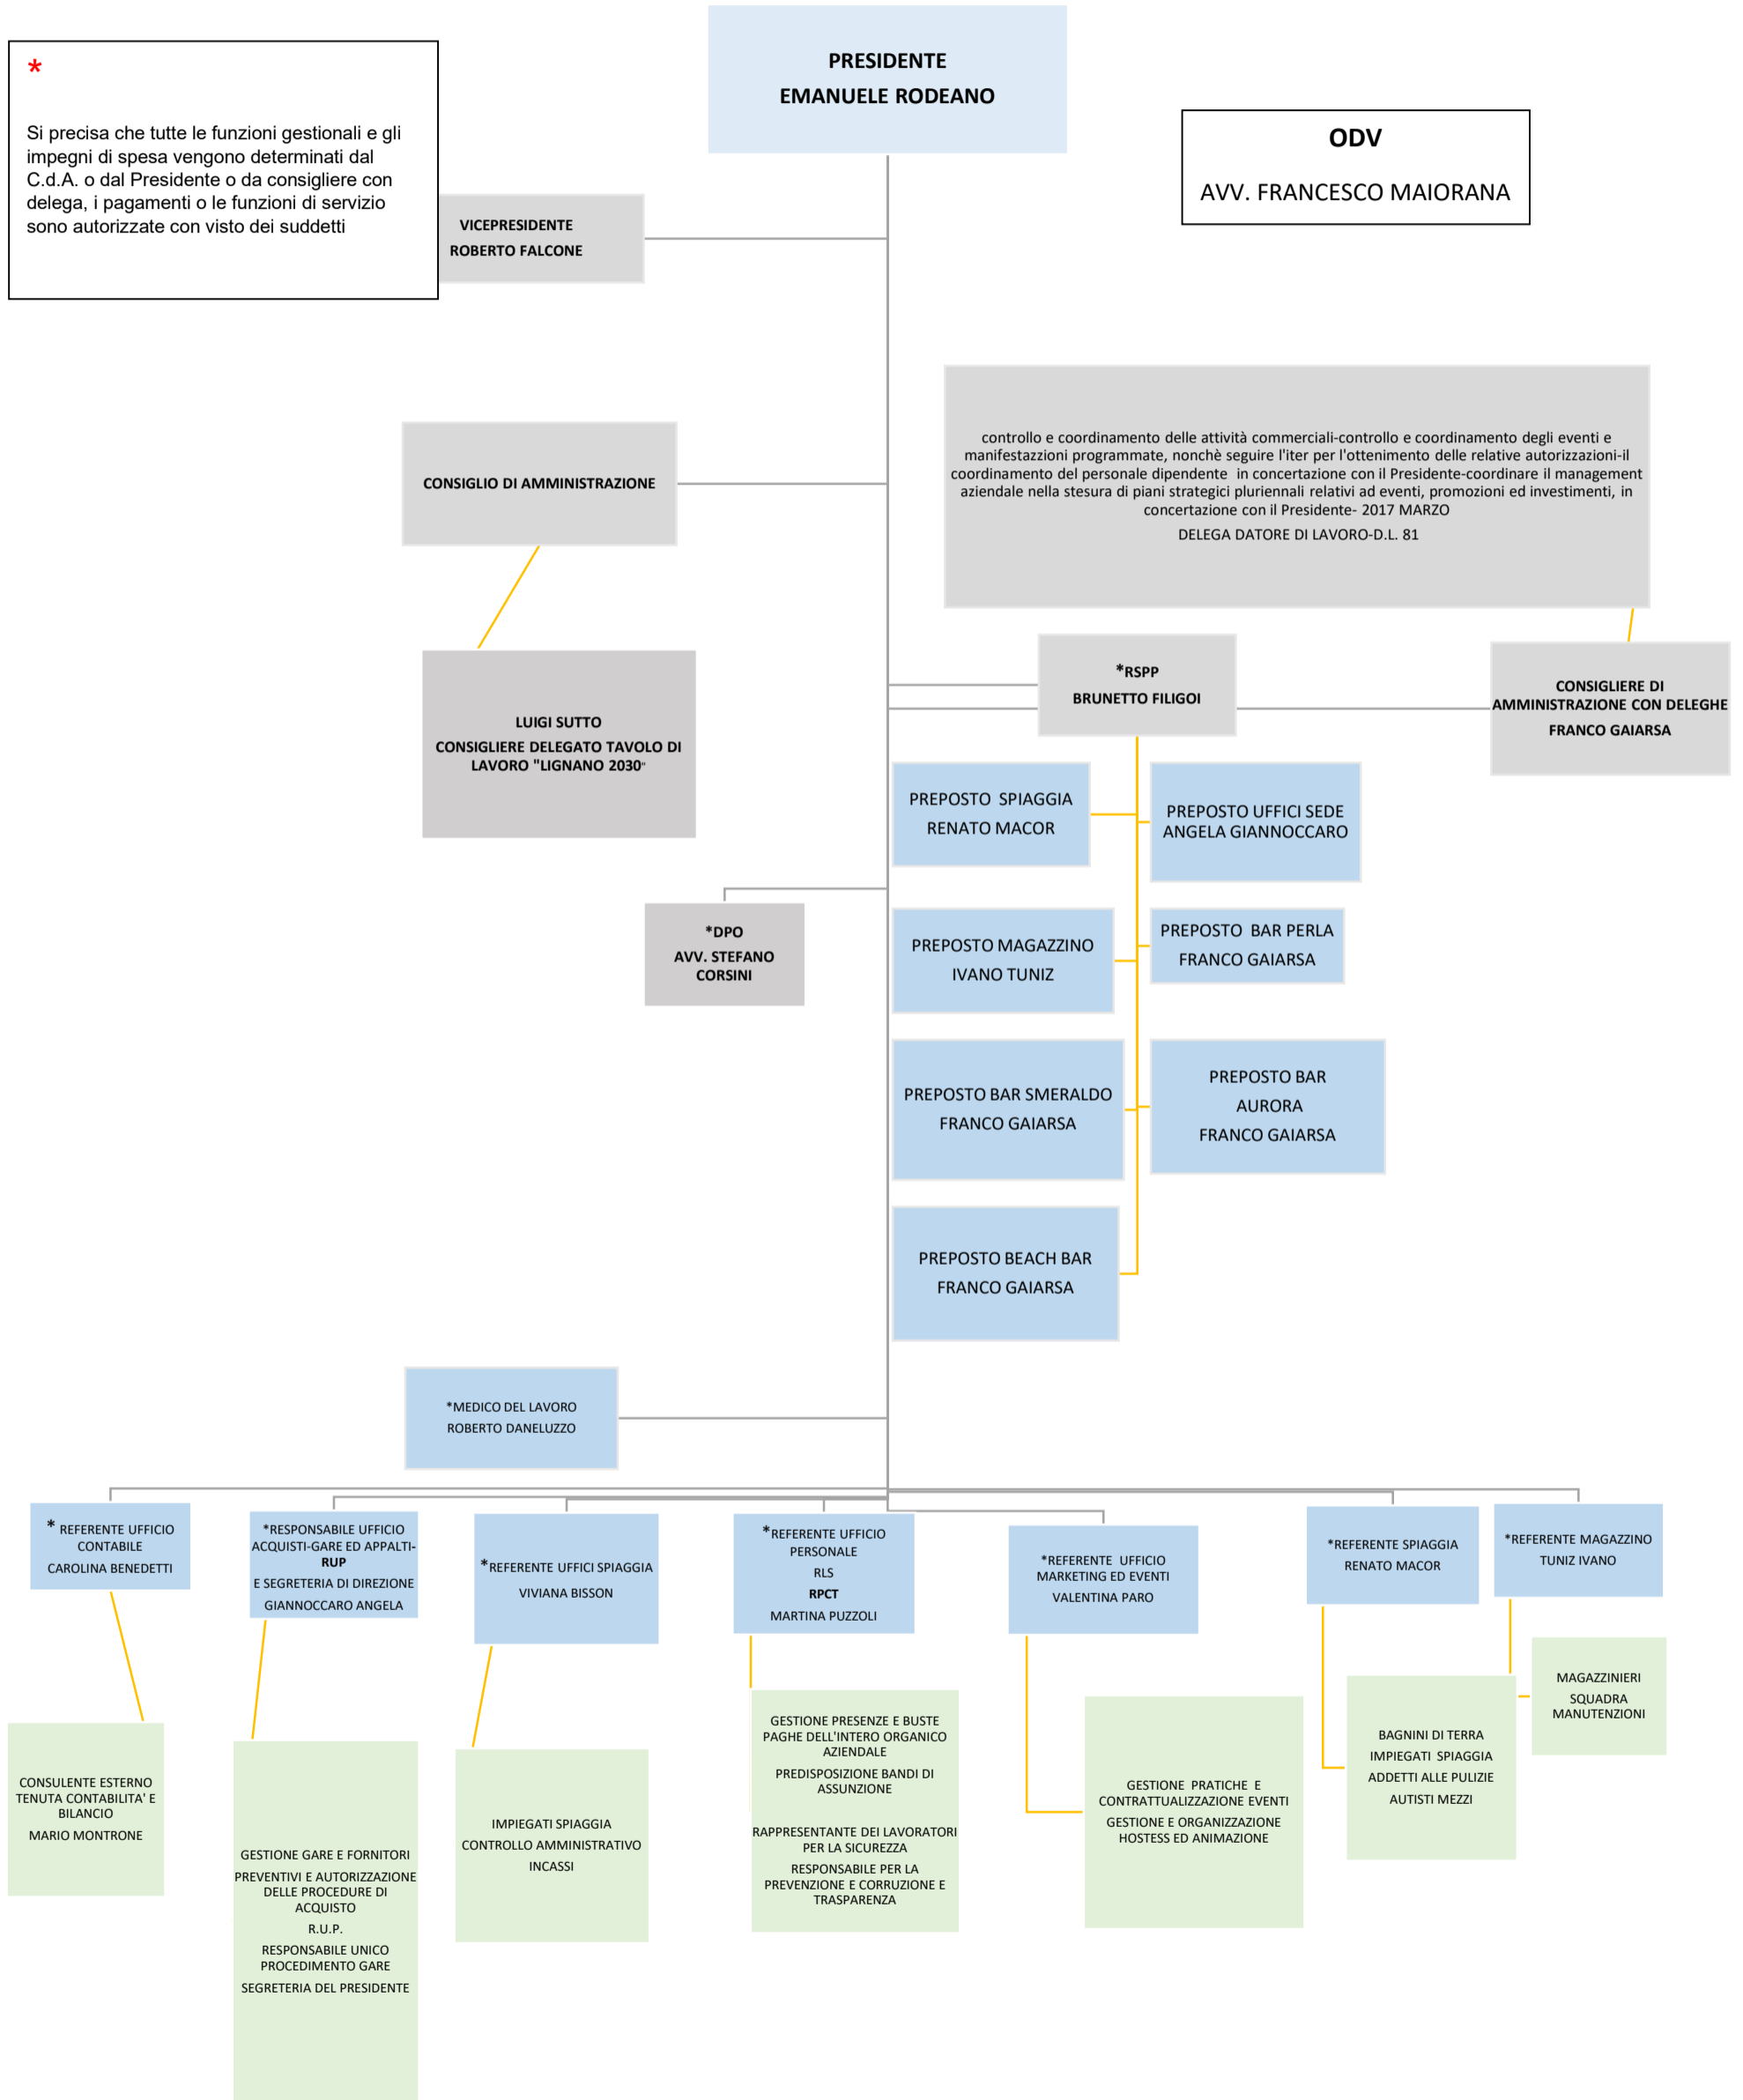 PRESIDENTE
EMANUELE RODEANO
*
Si precisa che tutte le funzioni gestionali e gli
impegni di spesa vengono determinati dal
C.d.A. o dal Presidente o da consigliere con
delega, i pagamenti o le funzioni di servizio
sono autorizzate con visto dei suddetti
ODV
AVV. FRANCESCO MAIORANA
VICEPRESIDENTE
ROBERTO FALCONE
controllo e coordinamento delle attività commerciali-controllo e coordinamento degli eventi e
manifestazzioni programmate, nonchè seguire l'iter per l'ottenimento delle relative autorizzazioni-il
coordinamento del personale dipendente in concertazione con il Presidente-coordinare il management
aziendale nella stesura di piani strategici pluriennali relativi ad eventi, promozioni ed investimenti, in
concertazione con il Presidente- 2017 MARZO
DELEGA DATORE DI LAVORO-D.L. 81
CONSIGLIO DI AMMINISTRAZIONE
*RSPP
BRUNETTO FILIGOI
CONSIGLIERE DI
AMMINISTRAZIONE CON DELEGHE
FRANCO GAIARSA
LUIGI SUTTO
CONSIGLIERE DELEGATO TAVOLO DI
LAVORO "LIGNANO 2030"
PREPOSTO SPIAGGIA
RENATO MACOR
PREPOSTO UFFICI SEDE
ANGELA GIANNOCCARO
*DPO
AVV. STEFANO
CORSINI
PREPOSTO MAGAZZINO
IVANO TUNIZ
PREPOSTO BAR PERLA
FRANCO GAIARSA
PREPOSTO BAR SMERALDO
FRANCO GAIARSA
PREPOSTO BAR
AURORA
FRANCO GAIARSA
PREPOSTO BEACH BAR
FRANCO GAIARSA
*MEDICO DEL LAVORO
ROBERTO DANELUZZO
* REFERENTE UFFICIO
CONTABILE
CAROLINA BENEDETTI
*RESPONSABILE UFFICIO
ACQUISTI-GARE ED APPALTI-
RUP
E SEGRETERIA DI DIREZIONE
GIANNOCCARO ANGELA
*REFERENTE UFFICI SPIAGGIA
VIVIANA BISSON
*REFERENTE UFFICIO
PERSONALE
RLS
RPCT
MARTINA PUZZOLI
*REFERENTE UFFICIO
MARKETING ED EVENTI
VALENTINA PARO
*REFERENTE SPIAGGIA
RENATO MACOR
*REFERENTE MAGAZZINO
TUNIZ IVANO
CONSULENTE ESTERNO
TENUTA CONTABILITA' E
BILANCIO
MARIO MONTRONE
GESTIONE GARE E FORNITORI
PREVENTIVI E AUTORIZZAZIONE
DELLE PROCEDURE DI
ACQUISTO
R.U.P.
RESPONSABILE UNICO
PROCEDIMENTO GARE
SEGRETERIA DEL PRESIDENTE
IMPIEGATI SPIAGGIA
CONTROLLO AMMINISTRATIVO
INCASSI
GESTIONE PRESENZE E BUSTE
PAGHE DELL'INTERO ORGANICO
AZIENDALE
PREDISPOSIZIONE BANDI DI
ASSUNZIONE
RAPPRESENTANTE DEI LAVORATORI
PER LA SICUREZZA
RESPONSABILE PER LA
PREVENZIONE E CORRUZIONE E
TRASPARENZA
GESTIONE PRATICHE E
CONTRATTUALIZZAZIONE EVENTI
GESTIONE E ORGANIZZAZIONE
HOSTESS ED ANIMAZIONE
BAGNINI DI TERRA
IMPIEGATI SPIAGGIA
ADDETTI ALLE PULIZIE
AUTISTI MEZZI
MAGAZZINIERI
SQUADRA
MANUTENZIONI